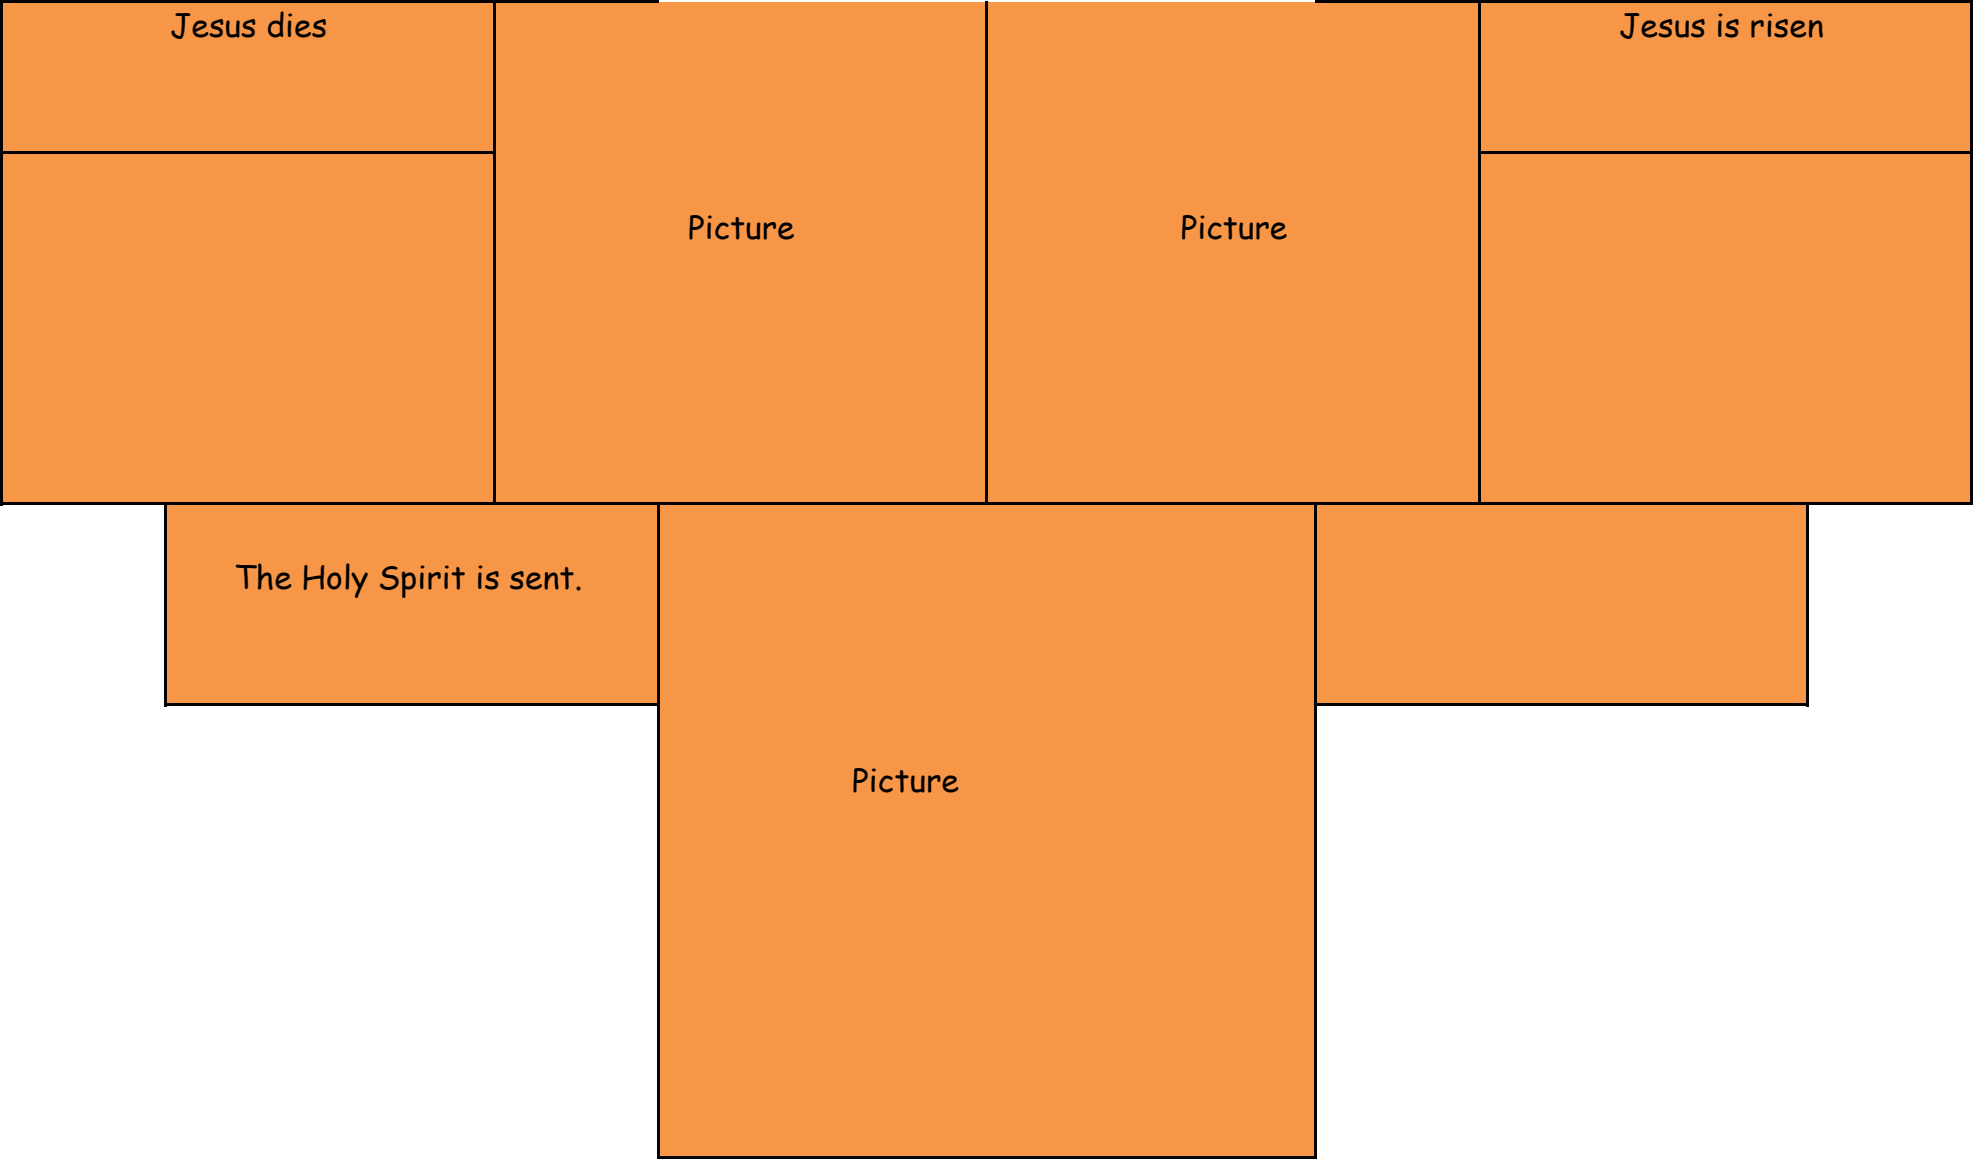 Jesus dies
Jesus is risen
Picture
Picture
The Holy Spirit is sent.
Picture